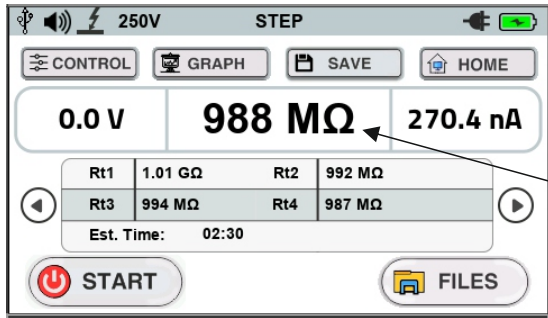 250V STEP
CONTROL GRAPH SAVE HOME
0.0 V 988 MΩ 270.4 nA
Rt1 1.01 GΩ Rt2 992 MΩ
Rt3 994 MΩ Rt4 987 MΩ
Est. Time: 02:30
START FILES